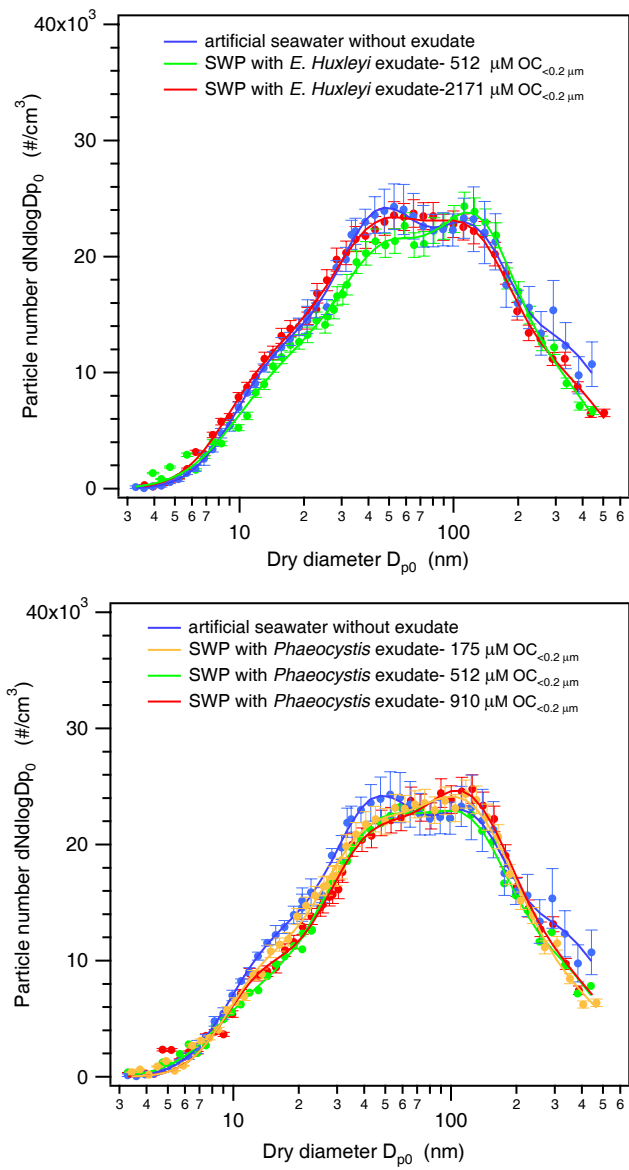 40x10³
artificial seawater without exudate
SWP with E. Huxleyi exudate- 512 μM OC<0.2 μm
SWP with E. Huxleyi exudate-2171 μM OC<0.2 μm
30
20
10
0
Particle number dNdlogDp₀ (#/cm³)
3 4 5 6 7 10 2 3 4 5 6 7 100 2 3 4 5 6
Dry diameter Dp0 (nm)
40x10³
artificial seawater without exudate
SWP with Phaeocystis exudate- 175 μM OC<0.2 μm
SWP with Phaeocystis exudate- 512 μM OC<0.2 μm
SWP with Phaeocystis exudate- 910 μM OC<0.2 μm
30
20
10
0
Particle number dNdlogDp₀ (#/cm³)
3 4 5 6 7 10 2 3 4 5 6 7 100 2 3 4 5 6
Dry diameter Dp0 (nm)